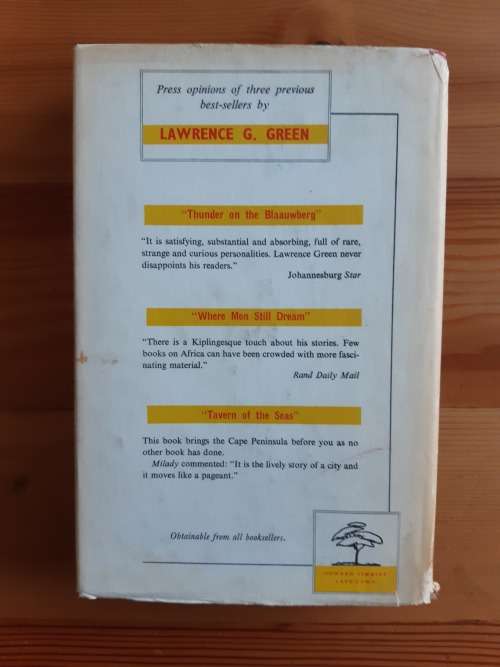 Press opinions of three previous
best-sellers by
LAWRENCE G. GREEN
"Thunder on the Blaauwberg"
"It is satisfying, substantial and absorbing, full of rare,
strange and curious personalities. Lawrence Green never
disappoints his readers."
Johannesburg Star
"Where Men Still Dream"
"There is a Kiplingesque touch about his stories. Few
books on Africa can have been crowded with more fasci-
nating material."
Rand Daily Mail
"Tavern of the Seas"
This book brings the Cape Peninsula before you as no
other book has done.
Milady commented: "It is the lively story of a city and
it moves like a pageant."
Obtainable from all booksellers.
HOWARD TIMMINS
CAPE TOWN